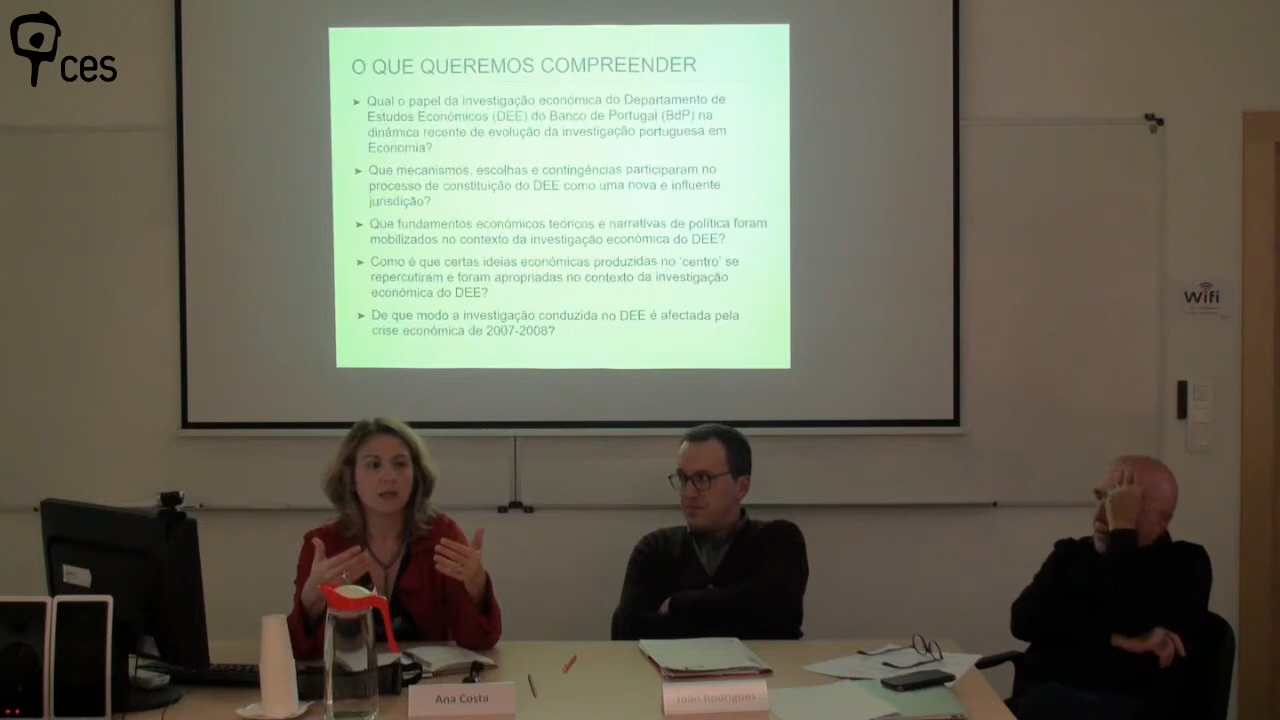 ces
O QUE QUEREMOS COMPREENDER
➤ Qual o papel da investigação económica do Departamento de
Estudos Económicos (DEE) do Banco de Portugal (BdP) na
dinâmica recente de evolução da investigação portuguesa em
Economia?
➤ Que mecanismos, escolhas e contingências participaram no
processo de constituição do DEE como uma nova e influente
jurisdição?
➤ Que fundamentos económicos teóricos e narrativas de política foram
mobilizados no contexto da investigação económica do DEE?
➤ Como é que certas ideias económicas produzidas no 'centro' se
repercutiram e foram apropriadas no contexto da investigação
económica do DEE?
➤ De que modo a investigação conduzida no DEE é afectada pela
crise económica de 2007-2008?
Wifi
Ana Costa
João Rodrigues